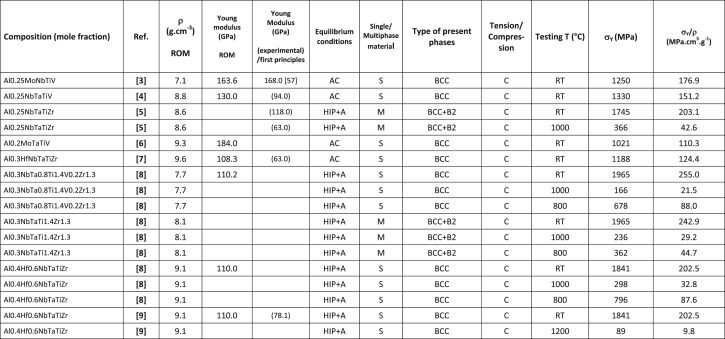 Composition (mole fraction) Ref. ρ (g.cm⁻³) ROM Young modulus (GPa) ROM Young Modulus (GPa) (experimental) /first principles Equilibrium conditions Single/ Multiphase material Type of present phases Tension/ Compres- sion Testing T (°C) σY (MPa) σY/ρ (MPa.cm³.g⁻¹)
Al0.25MoNbTiV [3] 7.1 163.6 168.0 [57] AC S BCC C RT 1250 176.9
Al0.25NbTaTiV [4] 8.8 130.0 (94.0) AC S BCC C RT 1330 151.2
Al0.25NbTaTiZr [5] 8.6 (118.0) HIP+A M BCC+B2 C RT 1745 203.1
Al0.25NbTaTiZr [5] 8.6 (63.0) HIP+A M BCC+B2 C 1000 366 42.6
Al0.2MoTaTiV [6] 9.3 184.0 AC S BCC C RT 1021 110.3
Al0.3HfNbTaTiZr [7] 9.6 108.3 (63.0) AC S BCC C RT 1188 124.4
Al0.3NbTa0.8Ti1.4V0.2Zr1.3 [8] 7.7 110.2 HIP+A S BCC C RT 1965 255.0
Al0.3NbTa0.8Ti1.4V0.2Zr1.3 [8] 7.7 HIP+A S BCC C 1000 166 21.5
Al0.3NbTa0.8Ti1.4V0.2Zr1.3 [8] 7.7 HIP+A S BCC C 800 678 88.0
Al0.3NbTaTi1.4Zr1.3 [8] 8.1 HIP+A M BCC+B2 C RT 1965 242.9
Al0.3NbTaTi1.4Zr1.3 [8] 8.1 HIP+A M BCC+B2 C 1000 236 29.2
Al0.3NbTaTi1.4Zr1.3 [8] 8.1 HIP+A M BCC+B2 C 800 362 44.7
Al0.4Hf0.6NbTaTiZr [8] 9.1 110.0 HIP+A S BCC C RT 1841 202.5
Al0.4Hf0.6NbTaTiZr [8] 9.1 HIP+A S BCC C 1000 298 32.8
Al0.4Hf0.6NbTaTiZr [8] 9.1 HIP+A S BCC C 800 796 87.6
Al0.4Hf0.6NbTaTiZr [9] 9.1 110.0 (78.1) HIP+A S BCC C RT 1841 202.5
Al0.4Hf0.6NbTaTiZr [9] 9.1 HIP+A S BCC C 1200 89 9.8